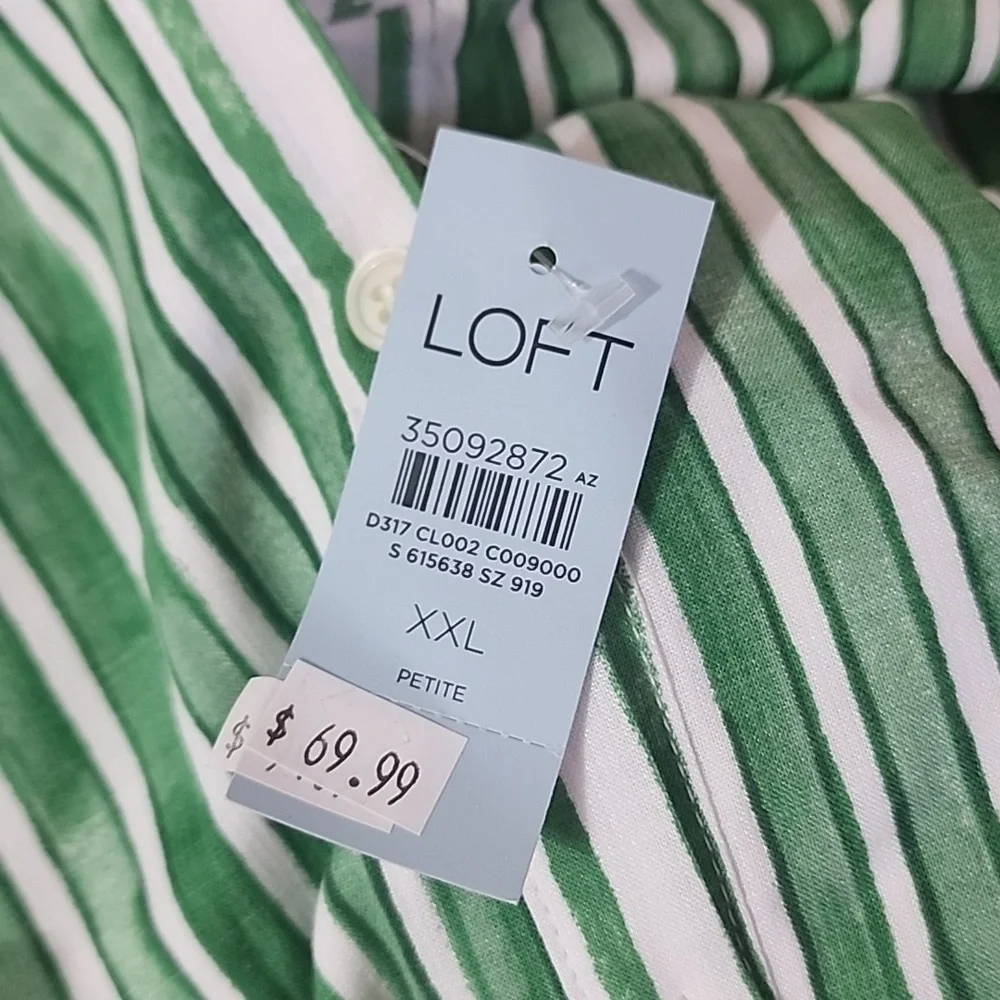 LOFT
35092872 AZ
D317 CL002 C009000
S 615638 SZ 919
XXL
PETITE
$ $ 69.99